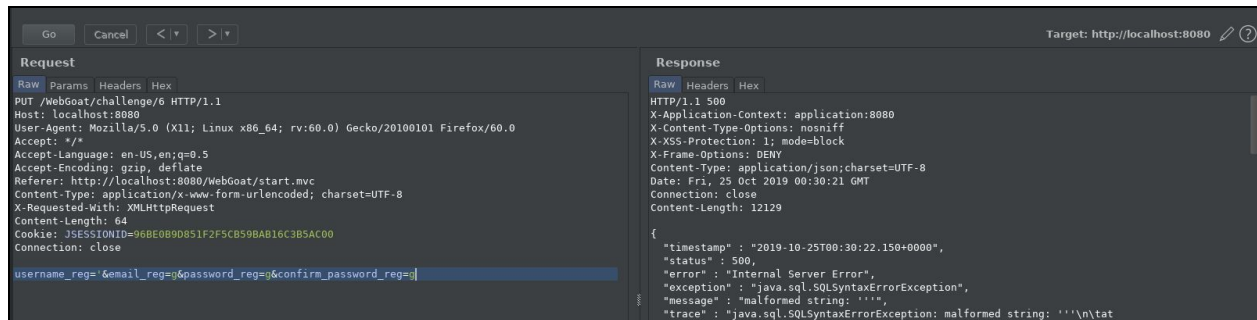 Go Cancel < > Target: http://localhost:8080
Request
Raw Params Headers Hex
PUT /WebGoat/challenge/6 HTTP/1.1
Host: localhost:8080
User-Agent: Mozilla/5.0 (X11; Linux x86_64; rv:60.0) Gecko/20100101 Firefox/60.0
Accept: */*
Accept-Language: en-US,en;q=0.5
Accept-Encoding: gzip, deflate
Referer: http://localhost:8080/WebGoat/start.mvc
Content-Type: application/x-www-form-urlencoded; charset=UTF-8
X-Requested-With: XMLHttpRequest
Content-Length: 64
Cookie: JSESSIONID=96BE0B9D851F2F5CB59BAB16C3B5AC00
Connection: close
username_reg='&email_reg=g&password_reg=g&confirm_password_reg=g
Response
Raw Headers Hex
HTTP/1.1 500
X-Application-Context: application:8080
X-Content-Type-Options: nosniff
X-XSS-Protection: 1; mode=block
X-Frame-Options: DENY
Content-Type: application/json;charset=UTF-8
Date: Fri, 25 Oct 2019 00:30:21 GMT
Connection: close
Content-Length: 12129
{
"timestamp" : "2019-10-25T00:30:22.150+0000",
"status" : 500,
"error" : "Internal Server Error",
"exception" : "java.sql.SQLSyntaxErrorException",
"message" : "malformed string: '''",
"trace" : "java.sql.SQLSyntaxErrorException: malformed string: '''\n\tat